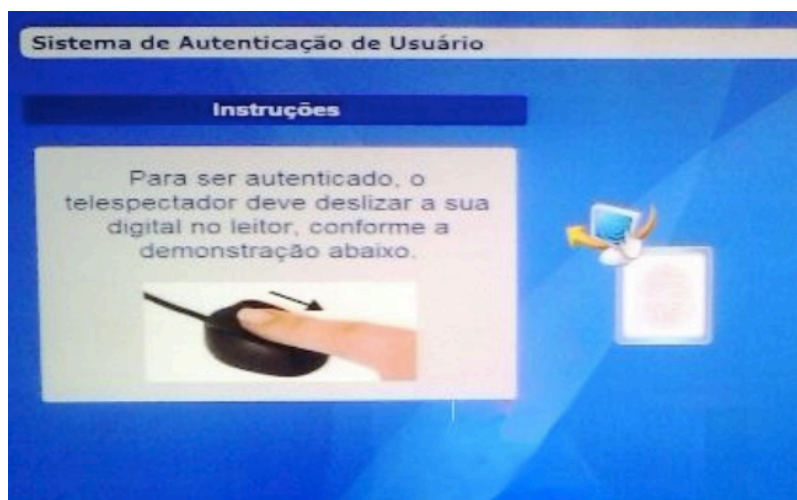 Sistema de Autenticação de Usuário
Instruções
Para ser autenticado, o
telespectador deve deslizar a sua
digital no leitor, conforme a
demonstração abaixo.